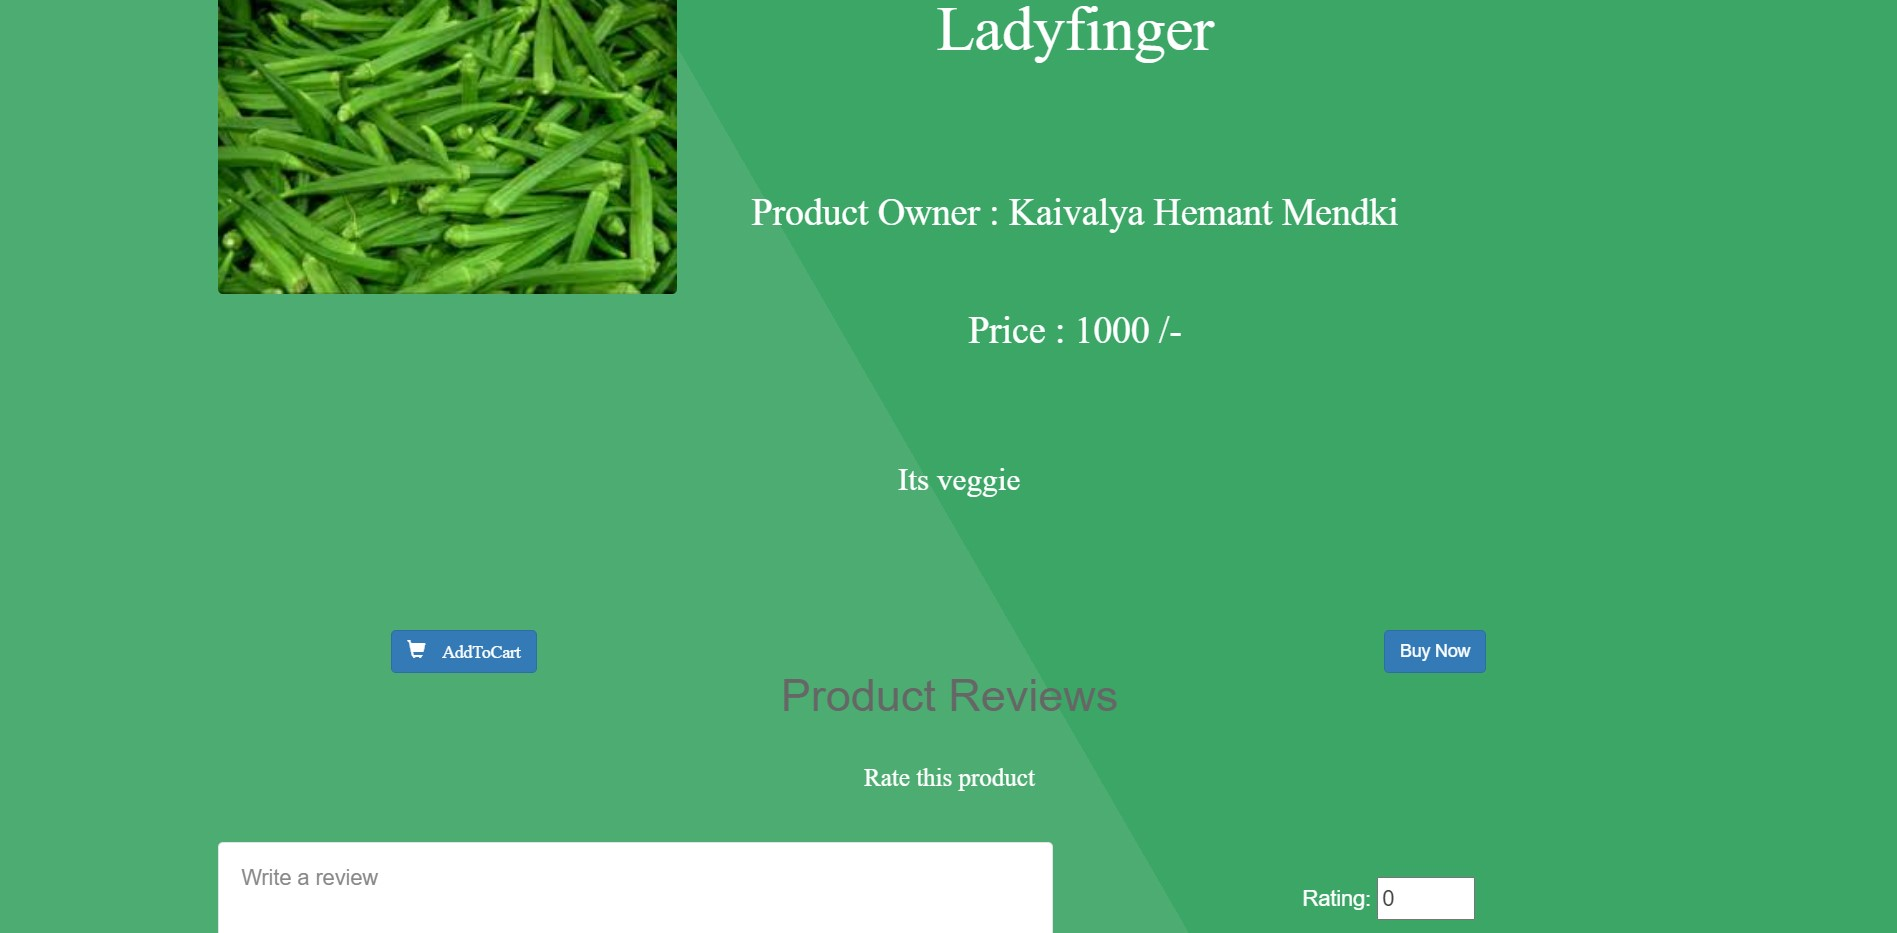 Ladyfinger
Product Owner : Kaivalya Hemant Mendki
Price : 1000 /-
Its veggie
AddToCart
Buy Now
Product Reviews
Rate this product
Write a review
Rating: 0